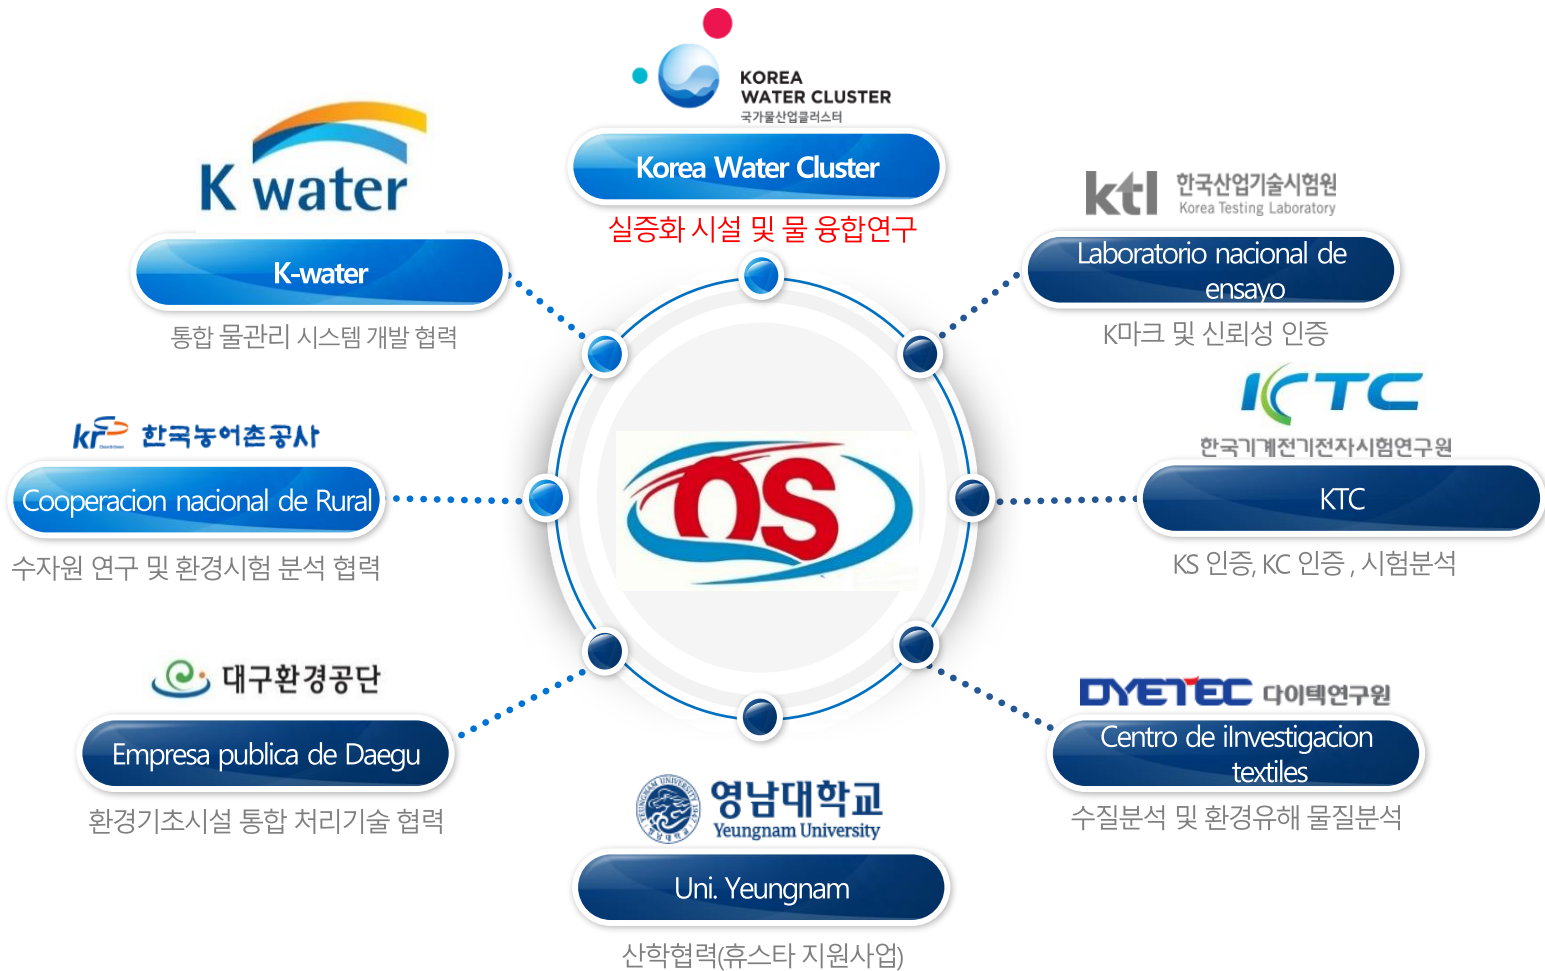 KOREA
WATER CLUSTER
국가물산업클러스터
Korea Water Cluster
실증화 시설 및 물 융합연구
K water
K-water
통합 물관리 시스템 개발 협력
ktl 한국산업기술시험원
Korea Testing Laboratory
Laboratorio nacional de
ensayo
K마크 및 신뢰성 인증
KTC
한국기계전기전자시험연구원
KTC
KS 인증, KC 인증 , 시험분석
한국농어촌공사
Cooperacion nacional de Rural
수자원 연구 및 환경시험 분석 협력
OS
대구환경공단
Empresa publica de Daegu
환경기초시설 통합 처리기술 협력
DYETEC 다이텍연구원
Centro de iInvestigacion
textiles
수질분석 및 환경유해 물질분석
영남대학교
Yeungnam University
Uni. Yeungnam
산학협력(휴스타 지원사업)